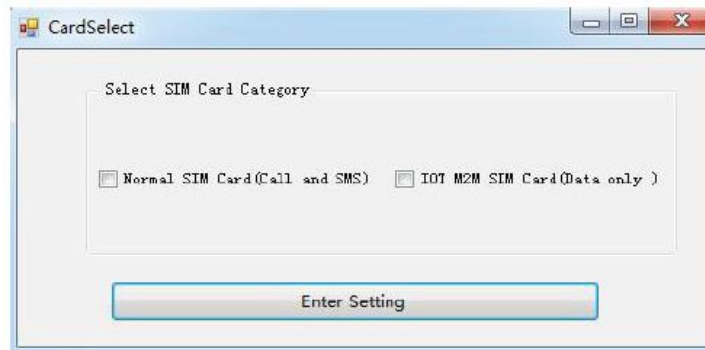 CardSelect
Select SIM Card Category
Normal SIM Card(Call and SMS) IOT M2M SIM Card(Data only )
Enter Setting